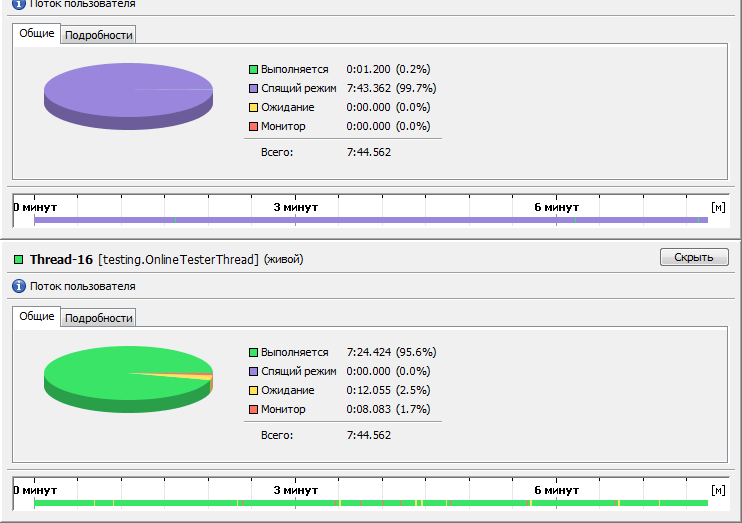 Поток пользователя
Общие Подробности
Выполняется 0:01.200 (0.2%)
Спящий режим 7:43.362 (99.7%)
Ожидание 0:00.000 (0.0%)
Монитор 0:00.000 (0.0%)
Всего: 7:44.562
0 минут 3 минут 6 минут [м]
Thread-16 [testing.OnlineTesterThread] (живой) Скрыть
Поток пользователя
Общие Подробности
Выполняется 7:24.424 (95.6%)
Спящий режим 0:00.000 (0.0%)
Ожидание 0:12.055 (2.5%)
Монитор 0:08.083 (1.7%)
Всего: 7:44.562
0 минут 3 минут 6 минут [м]